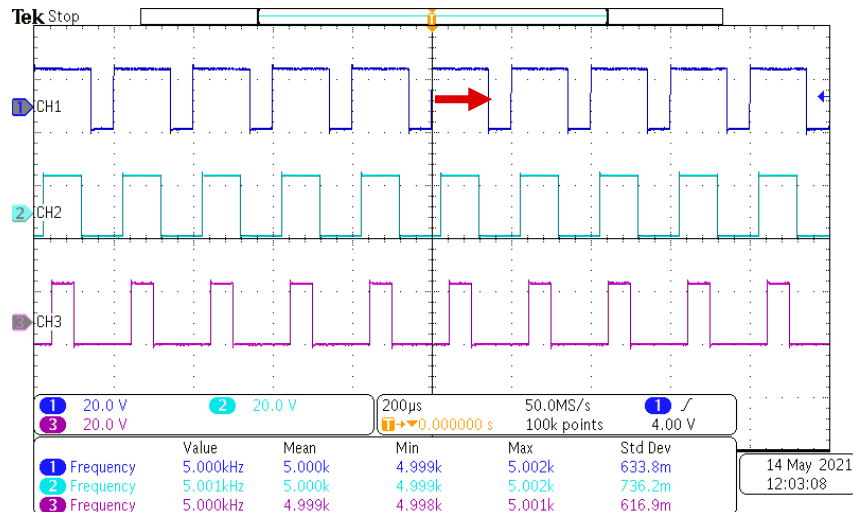 Tek Stop
T
1 CH1
2 CH2
3 CH3
1 20.0 V 2 20.0 V
3 20.0 V
200µs 50.0MS/s 1
T→▼0.000000 s 100k points 4.00 V
Value Mean Min Max Std Dev
1 Frequency 5.000kHz 5.000k 4.999k 5.002k 633.8m
2 Frequency 5.001kHz 5.000k 4.999k 5.002k 736.2m
3 Frequency 5.000kHz 4.999k 4.998k 5.001k 616.9m
14 May 2021
12:03:08